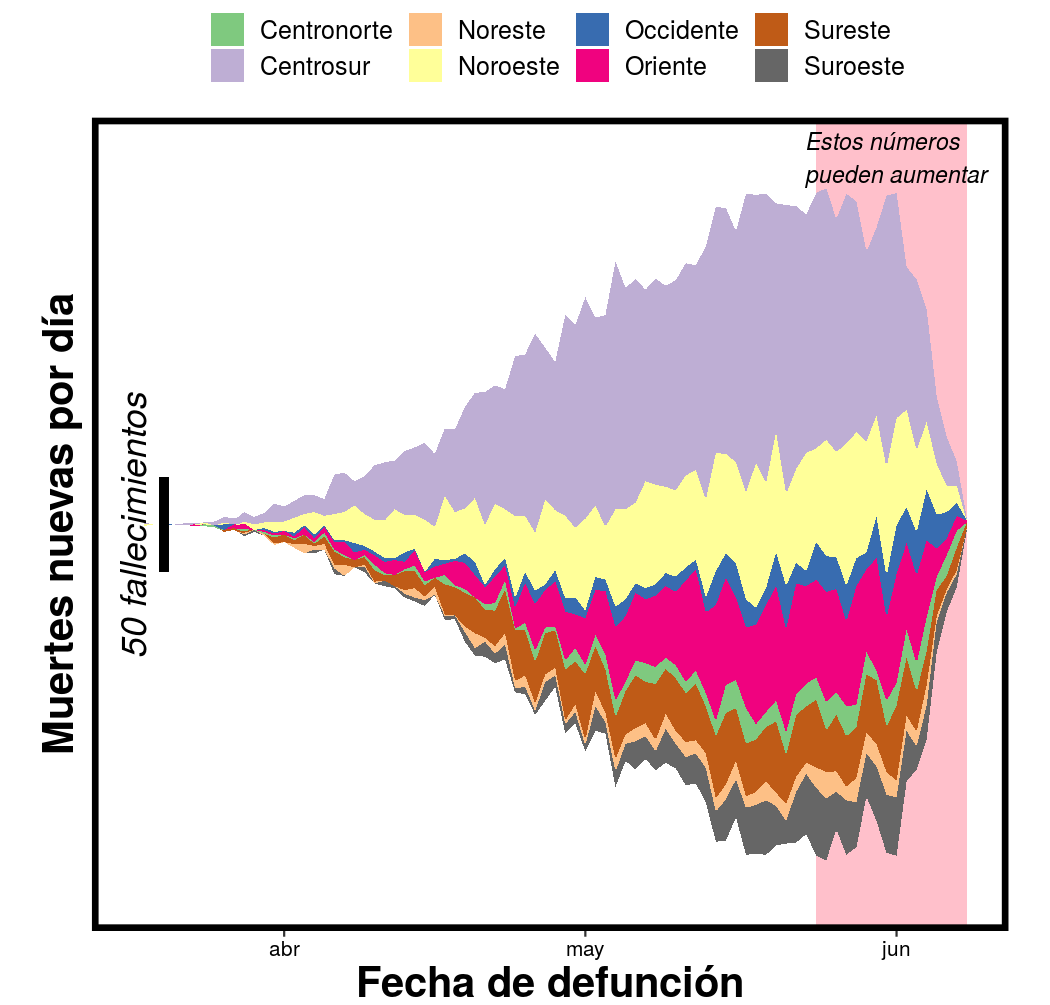 Centronorte Noreste Occidente Sureste
Centrosur Noroeste Oriente Suroeste
Estos números
pueden aumentar
Muertes nuevas por día
50 fallecimientos
abr may jun
Fecha de defunción